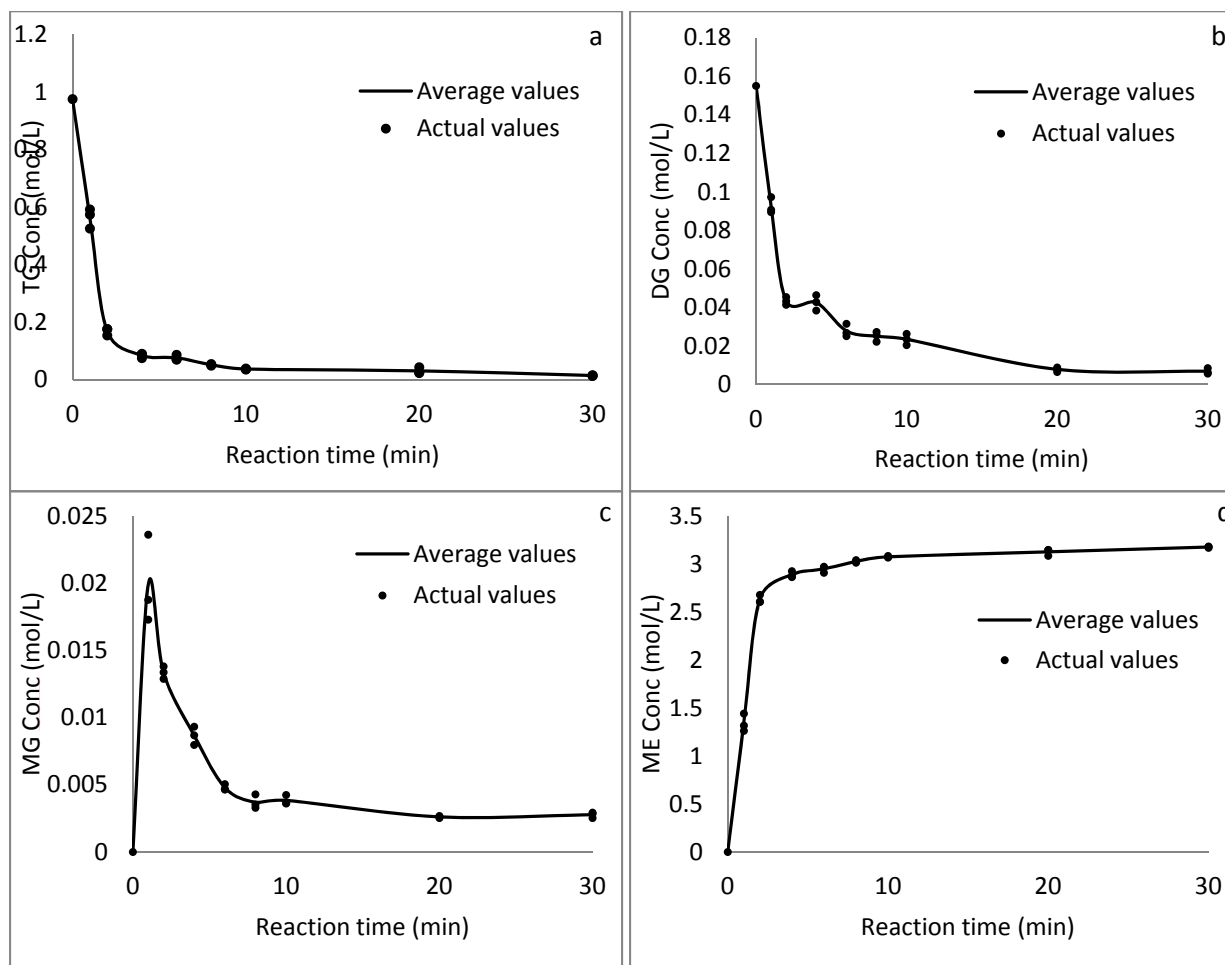 a
1.2
1
0.8
0.6
0.4
0.2
0
TG Conc (mol/L)
Average values
Actual values
0 10 20 30
Reaction time (min)
b
0.18
0.16
0.14
0.12
0.1
0.08
0.06
0.04
0.02
0
DG Conc (mol/L)
Average values
Actual values
0 10 20 30
Reaction time (min)
c
0.025
0.02
0.015
0.01
0.005
0
MG Conc (mol/L)
Average values
Actual values
0 10 20 30
Reaction time (min)
d
3.5
3
2.5
2
1.5
1
0.5
0
ME Conc (mol/L)
Average values
Actual values
0 10 20 30
Reaction time (min)